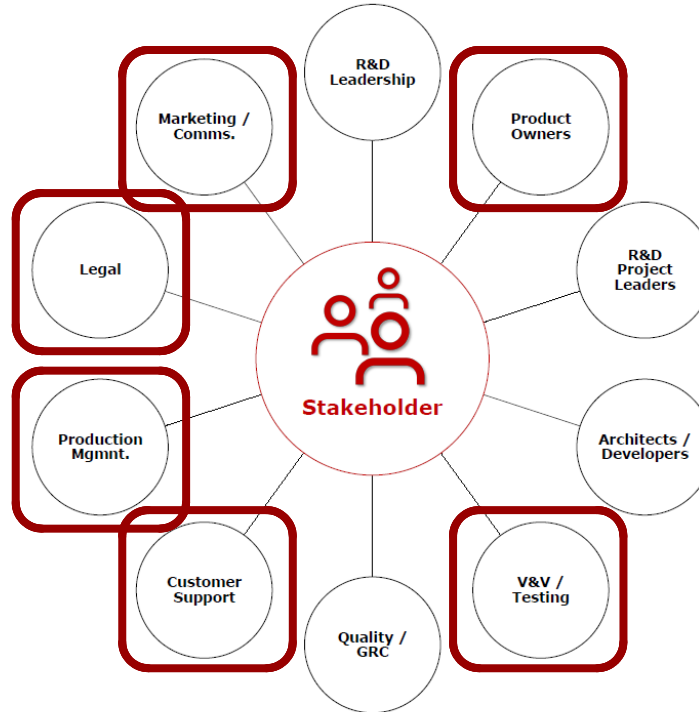 R&D
Leadership
Marketing /
Comms.
Product
Owners
Legal
R&D
Project
Leaders
Stakeholder
Production
Mgmnt.
Architects /
Developers
Customer
Support
V&V /
Testing
Quality /
GRC